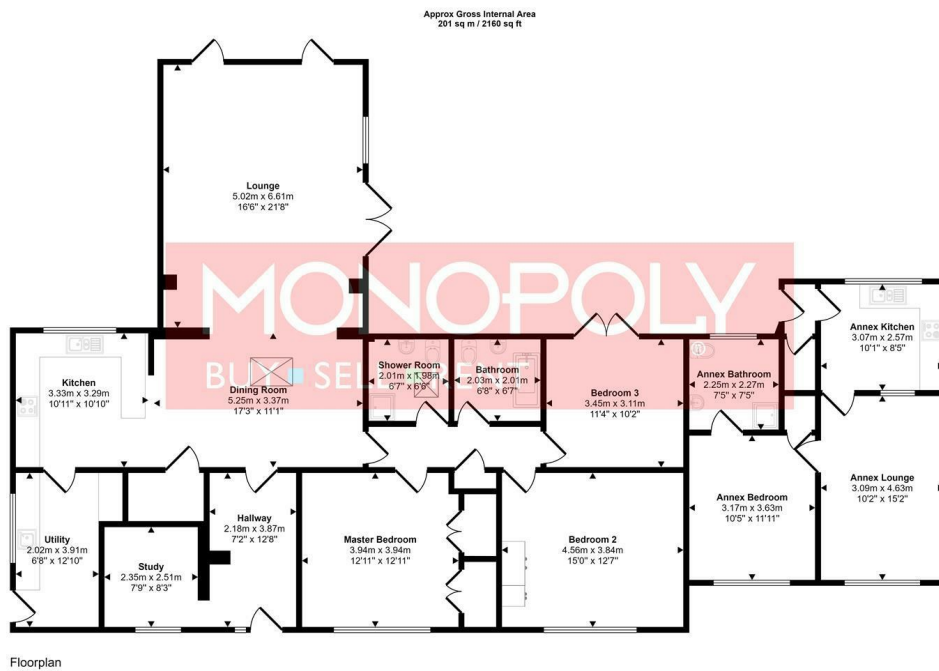 Approx Gross Internal Area
201 sq m / 2160 sq ft
Lounge
5.02m x 6.61m
16'6" x 21'8"
MONOPOLY
BUY SELL RENT
Kitchen
3.33m x 3.29m
10'11" x 10'10"
Dining Room
5.25m x 3.37m
17'3" x 11'1"
Shower Room
2.01m x 1.98m
6'7" x 6'6"
Bathroom
2.03m x 2.01m
6'8" x 6'7"
Bedroom 3
3.45m x 3.11m
11'4" x 10'2"
Annex Bathroom
2.25m x 2.27m
7'5" x 7'5"
Annex Kitchen
3.07m x 2.57m
10'1" x 8'5"
Utility
2.02m x 3.91m
6'8" x 12'10"
Study
2.35m x 2.51m
7'9" x 8'3"
Hallway
2.18m x 3.87m
7'2" x 12'8"
Master Bedroom
3.94m x 3.94m
12'11" x 12'11"
Bedroom 2
4.56m x 3.84m
15'0" x 12'7"
Annex Bedroom
3.17m x 3.63m
10'5" x 11'11"
Annex Lounge
3.09m x 4.63m
10'2" x 15'2"
Floorplan